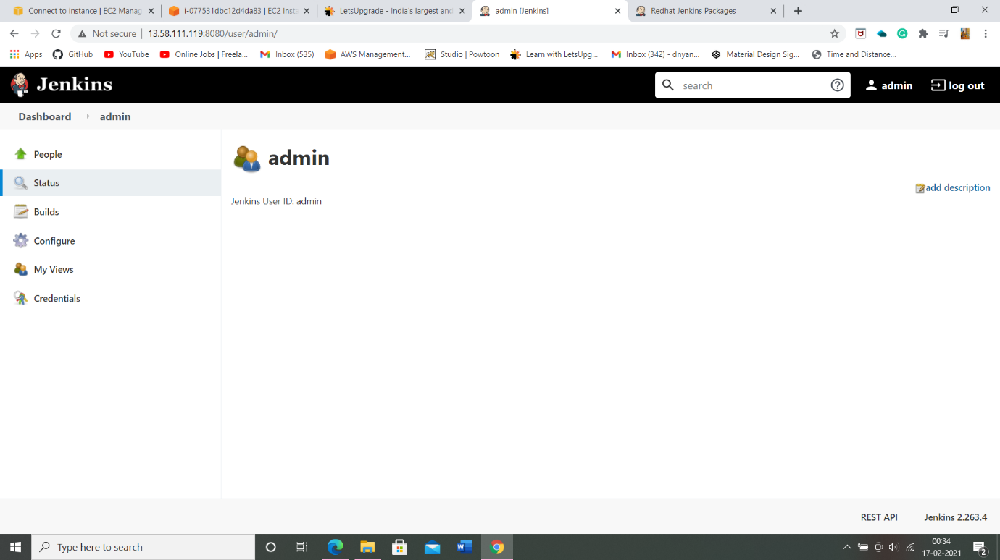 Connect to instance | EC2 Manag
i-077531dbc12d4da83 | EC2 Insta
LetsUpgrade - India's largest and
admin [Jenkins]
Redhat Jenkins Packages
Not secure | 13.58.111.119:8080/user/admin/
Apps GitHub YouTube Online Jobs | Freela... Inbox (535) AWS Management... Studio | Powtoon Learn with LetsUpg... Inbox (342) - dnyan... Material Design Sig... Time and Distance...
Jenkins
search
admin
log out
Dashboard admin
People
Status
Builds
Configure
My Views
Credentials
admin
add description
Jenkins User ID: admin
REST API Jenkins 2.263.4
Type here to search
00:34
17-02-2021
2